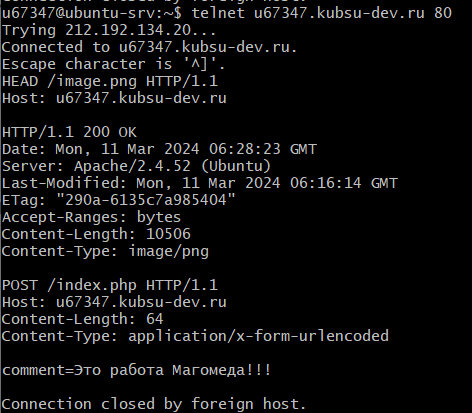 u67347@ubuntu-srv:~$ telnet u67347.kubsu-dev.ru 80
Trying 212.192.134.20...
Connected to u67347.kubsu-dev.ru.
Escape character is '^]'.
HEAD /image.png HTTP/1.1
Host: u67347.kubsu-dev.ru
HTTP/1.1 200 OK
Date: Mon, 11 Mar 2024 06:28:23 GMT
Server: Apache/2.4.52 (Ubuntu)
Last-Modified: Mon, 11 Mar 2024 06:16:14 GMT
ETag: "290a-6135c7a985404"
Accept-Ranges: bytes
Content-Length: 10506
Content-Type: image/png
POST /index.php HTTP/1.1
Host: u67347.kubsu-dev.ru
Content-Length: 64
Content-Type: application/x-form-urlencoded
comment=Это работа Магомеда!!!
Connection closed by foreign host.